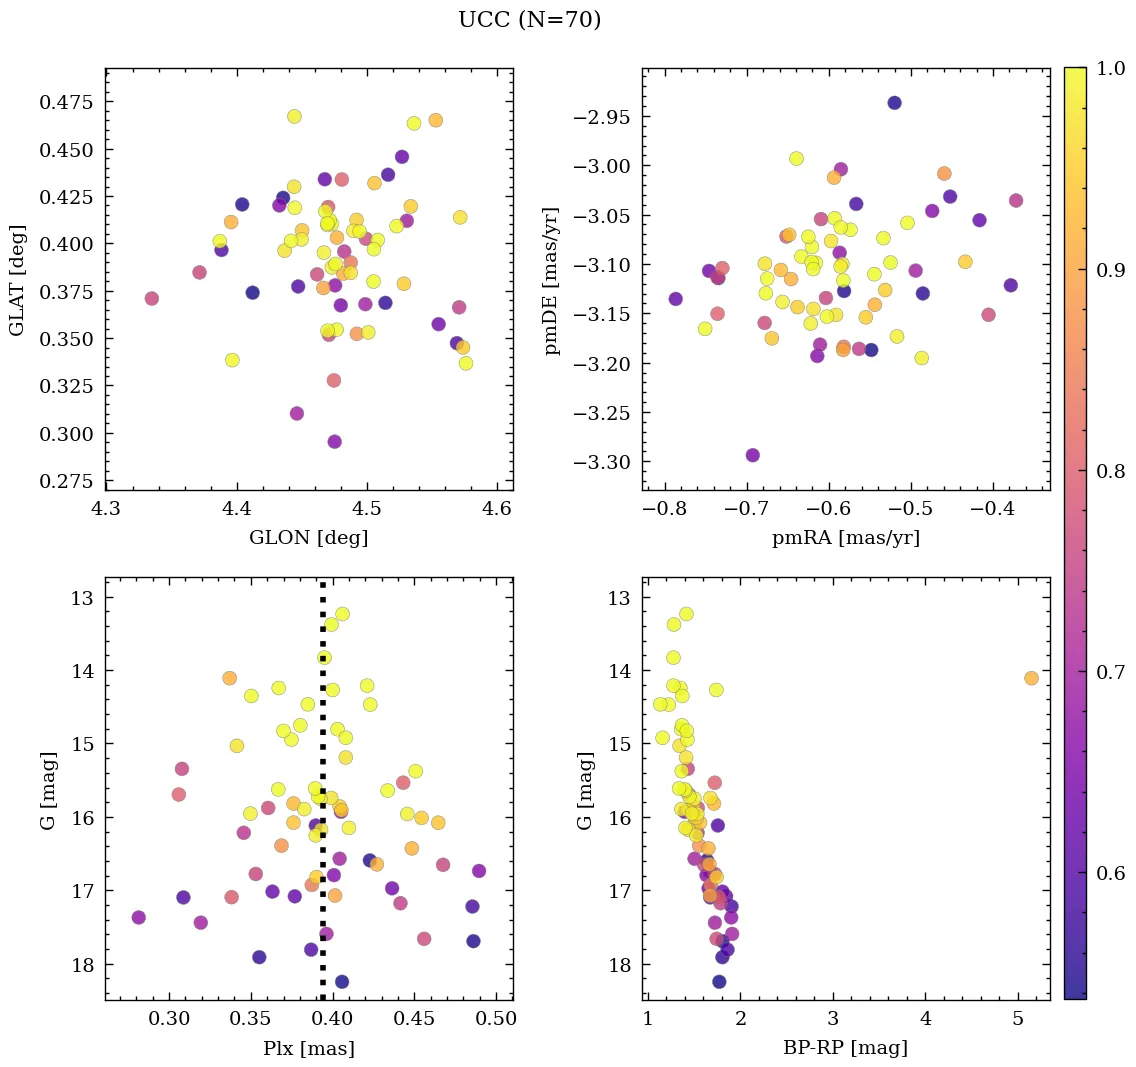 UCC (N=70)
0.475
0.450
0.425
0.400
0.375
0.350
0.325
0.300
0.275
GLAT [deg]
4.3 4.4 4.5 4.6
GLON [deg]
−2.95
−3.00
−3.05
−3.10
−3.15
−3.20
−3.25
−3.30
pmDE [mas/yr]
−0.8 −0.7 −0.6 −0.5 −0.4
pmRA [mas/yr]
13
14
15
16
17
18
G [mag]
0.30 0.35 0.40 0.45 0.50
Plx [mas]
13
14
15
16
17
18
G [mag]
1 2 3 4 5
BP-RP [mag]
1.0
0.9
0.8
0.7
0.6